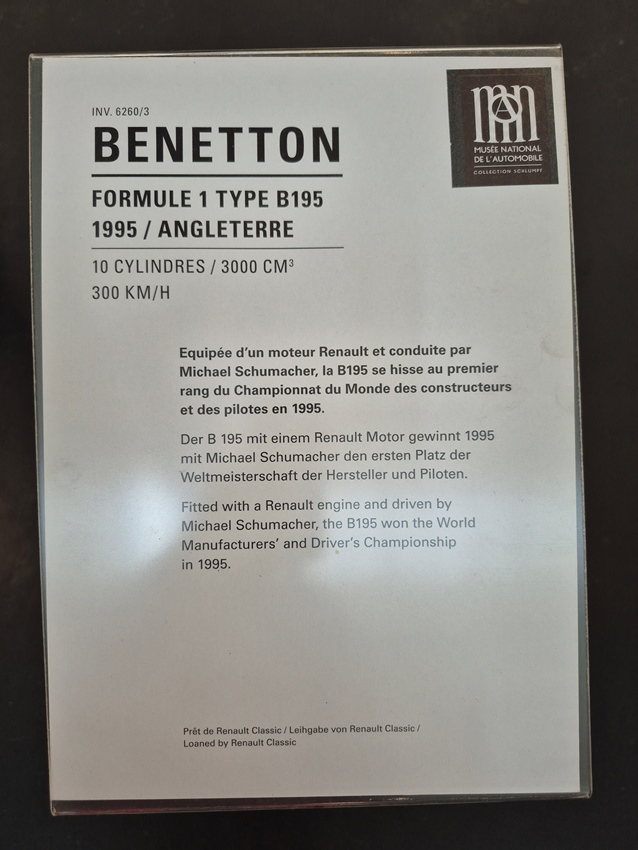 INV. 6260/3
BENETTON
FORMULE 1 TYPE B195
1995 / ANGLETERRE
10 CYLINDRES / 3000 CM³
300 KM/H
MUSÉE NATIONAL
DE L'AUTOMOBILE
COLLECTION SCHLUMPF
Equipée d'un moteur Renault et conduite par
Michael Schumacher, la B195 se hisse au premier
rang du Championnat du Monde des constructeurs
et des pilotes en 1995.
Der B 195 mit einem Renault Motor gewinnt 1995
mit Michael Schumacher den ersten Platz der
Weltmeisterschaft der Hersteller und Piloten.
Fitted with a Renault engine and driven by
Michael Schumacher, the B195 won the World
Manufacturers' and Driver's Championship
in 1995.
Prêt de Renault Classic / Leihgabe von Renault Classic /
Loaned by Renault Classic